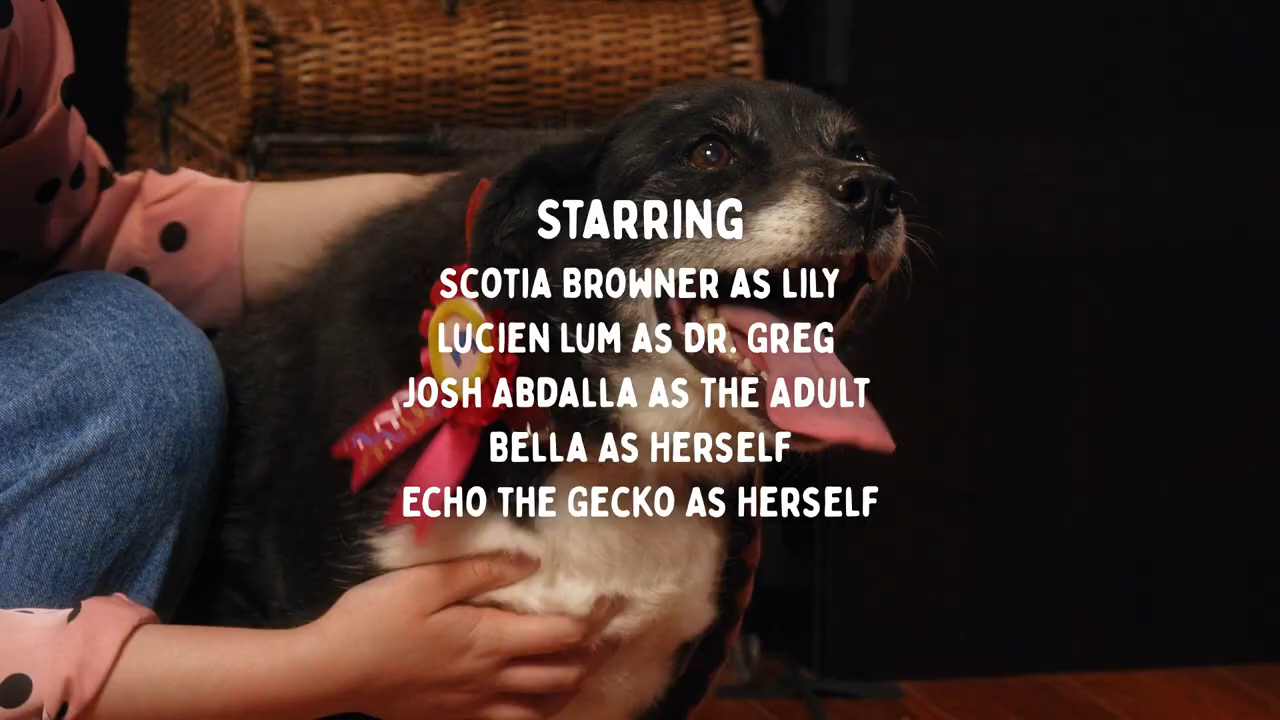 STARRING
SCOTIA BROWNER AS LILY
LUCIEN LUM AS DR. GREG
JOSH ABDALLA AS THE ADULT
BELLA AS HERSELF
ECHO THE GECKO AS HERSELF